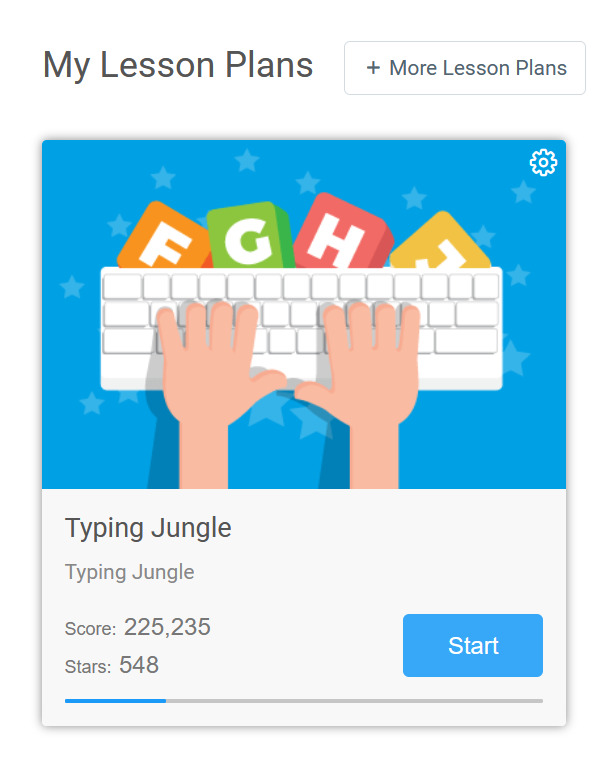 My Lesson Plans
+ More Lesson Plans
F G H J
Typing Jungle
Typing Jungle
Score: 225,235
Stars: 548
Start